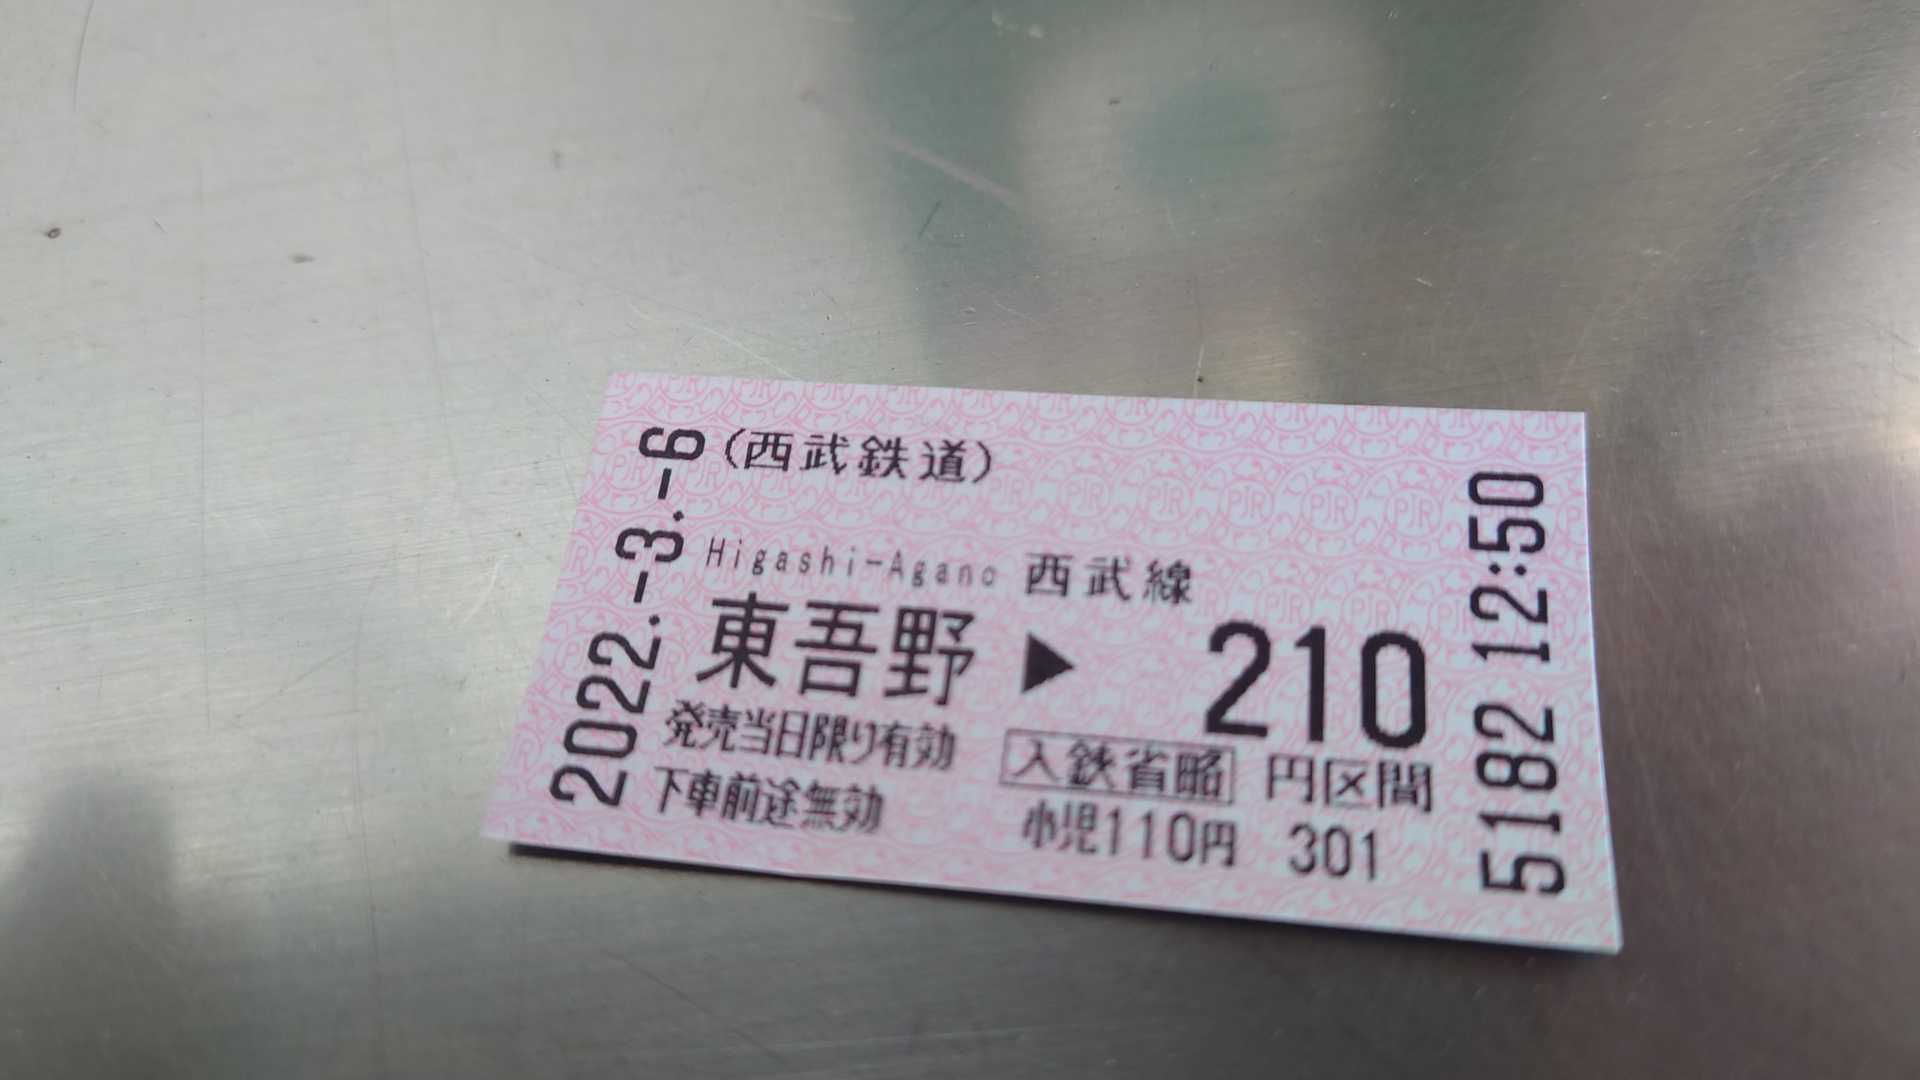 2022.-3.-6
(西武鉄道)
Higashi-Agano 西武線
東吾野 ▶ 210
発売当日限り有効 入鋏省略 円区間
下車前途無効 小児110円 301
5182 12:50